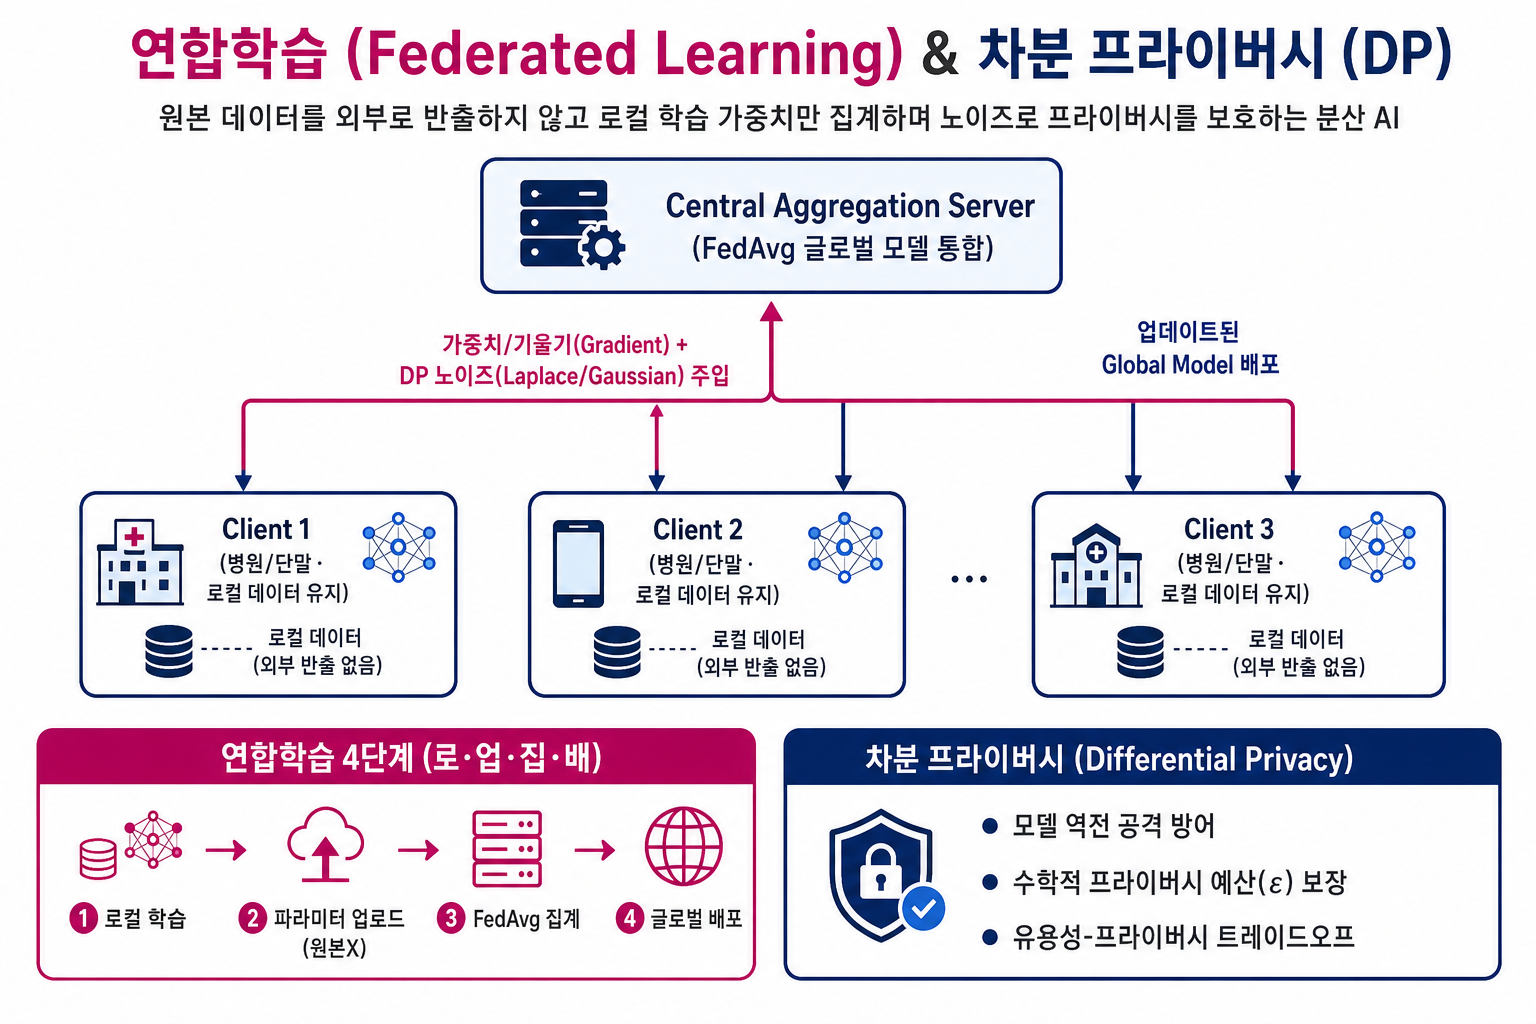 연합학습 (Federated Learning) & 차분 프라이버시 (DP)
원본 데이터를 외부로 반출하지 않고 로컬 학습 가중치만 집계하며 노이즈로 프라이버시를 보호하는 분산 AI
Central Aggregation Server
(FedAvg 글로벌 모델 통합)
가중치/기울기(Gradient) +
DP 노이즈(Laplace/Gaussian) 주입
업데이트된
Global Model 배포
Client 1
(병원/단말 ·
로컬 데이터 유지)
로컬 데이터
(외부 반출 없음)
Client 2
(병원/단말 ·
로컬 데이터 유지)
로컬 데이터
(외부 반출 없음)
...
Client 3
(병원/단말 ·
로컬 데이터 유지)
로컬 데이터
(외부 반출 없음)
연합학습 4단계 (로·업·집·배)
1 로컬 학습
2 파라미터 업로드
(원본X)
3 FedAvg 집계
4 글로벌 배포
차분 프라이버시 (Differential Privacy)
• 모델 역전 공격 방어
• 수학적 프라이버시 예산(ε) 보장
• 유용성-프라이버시 트레이드오프